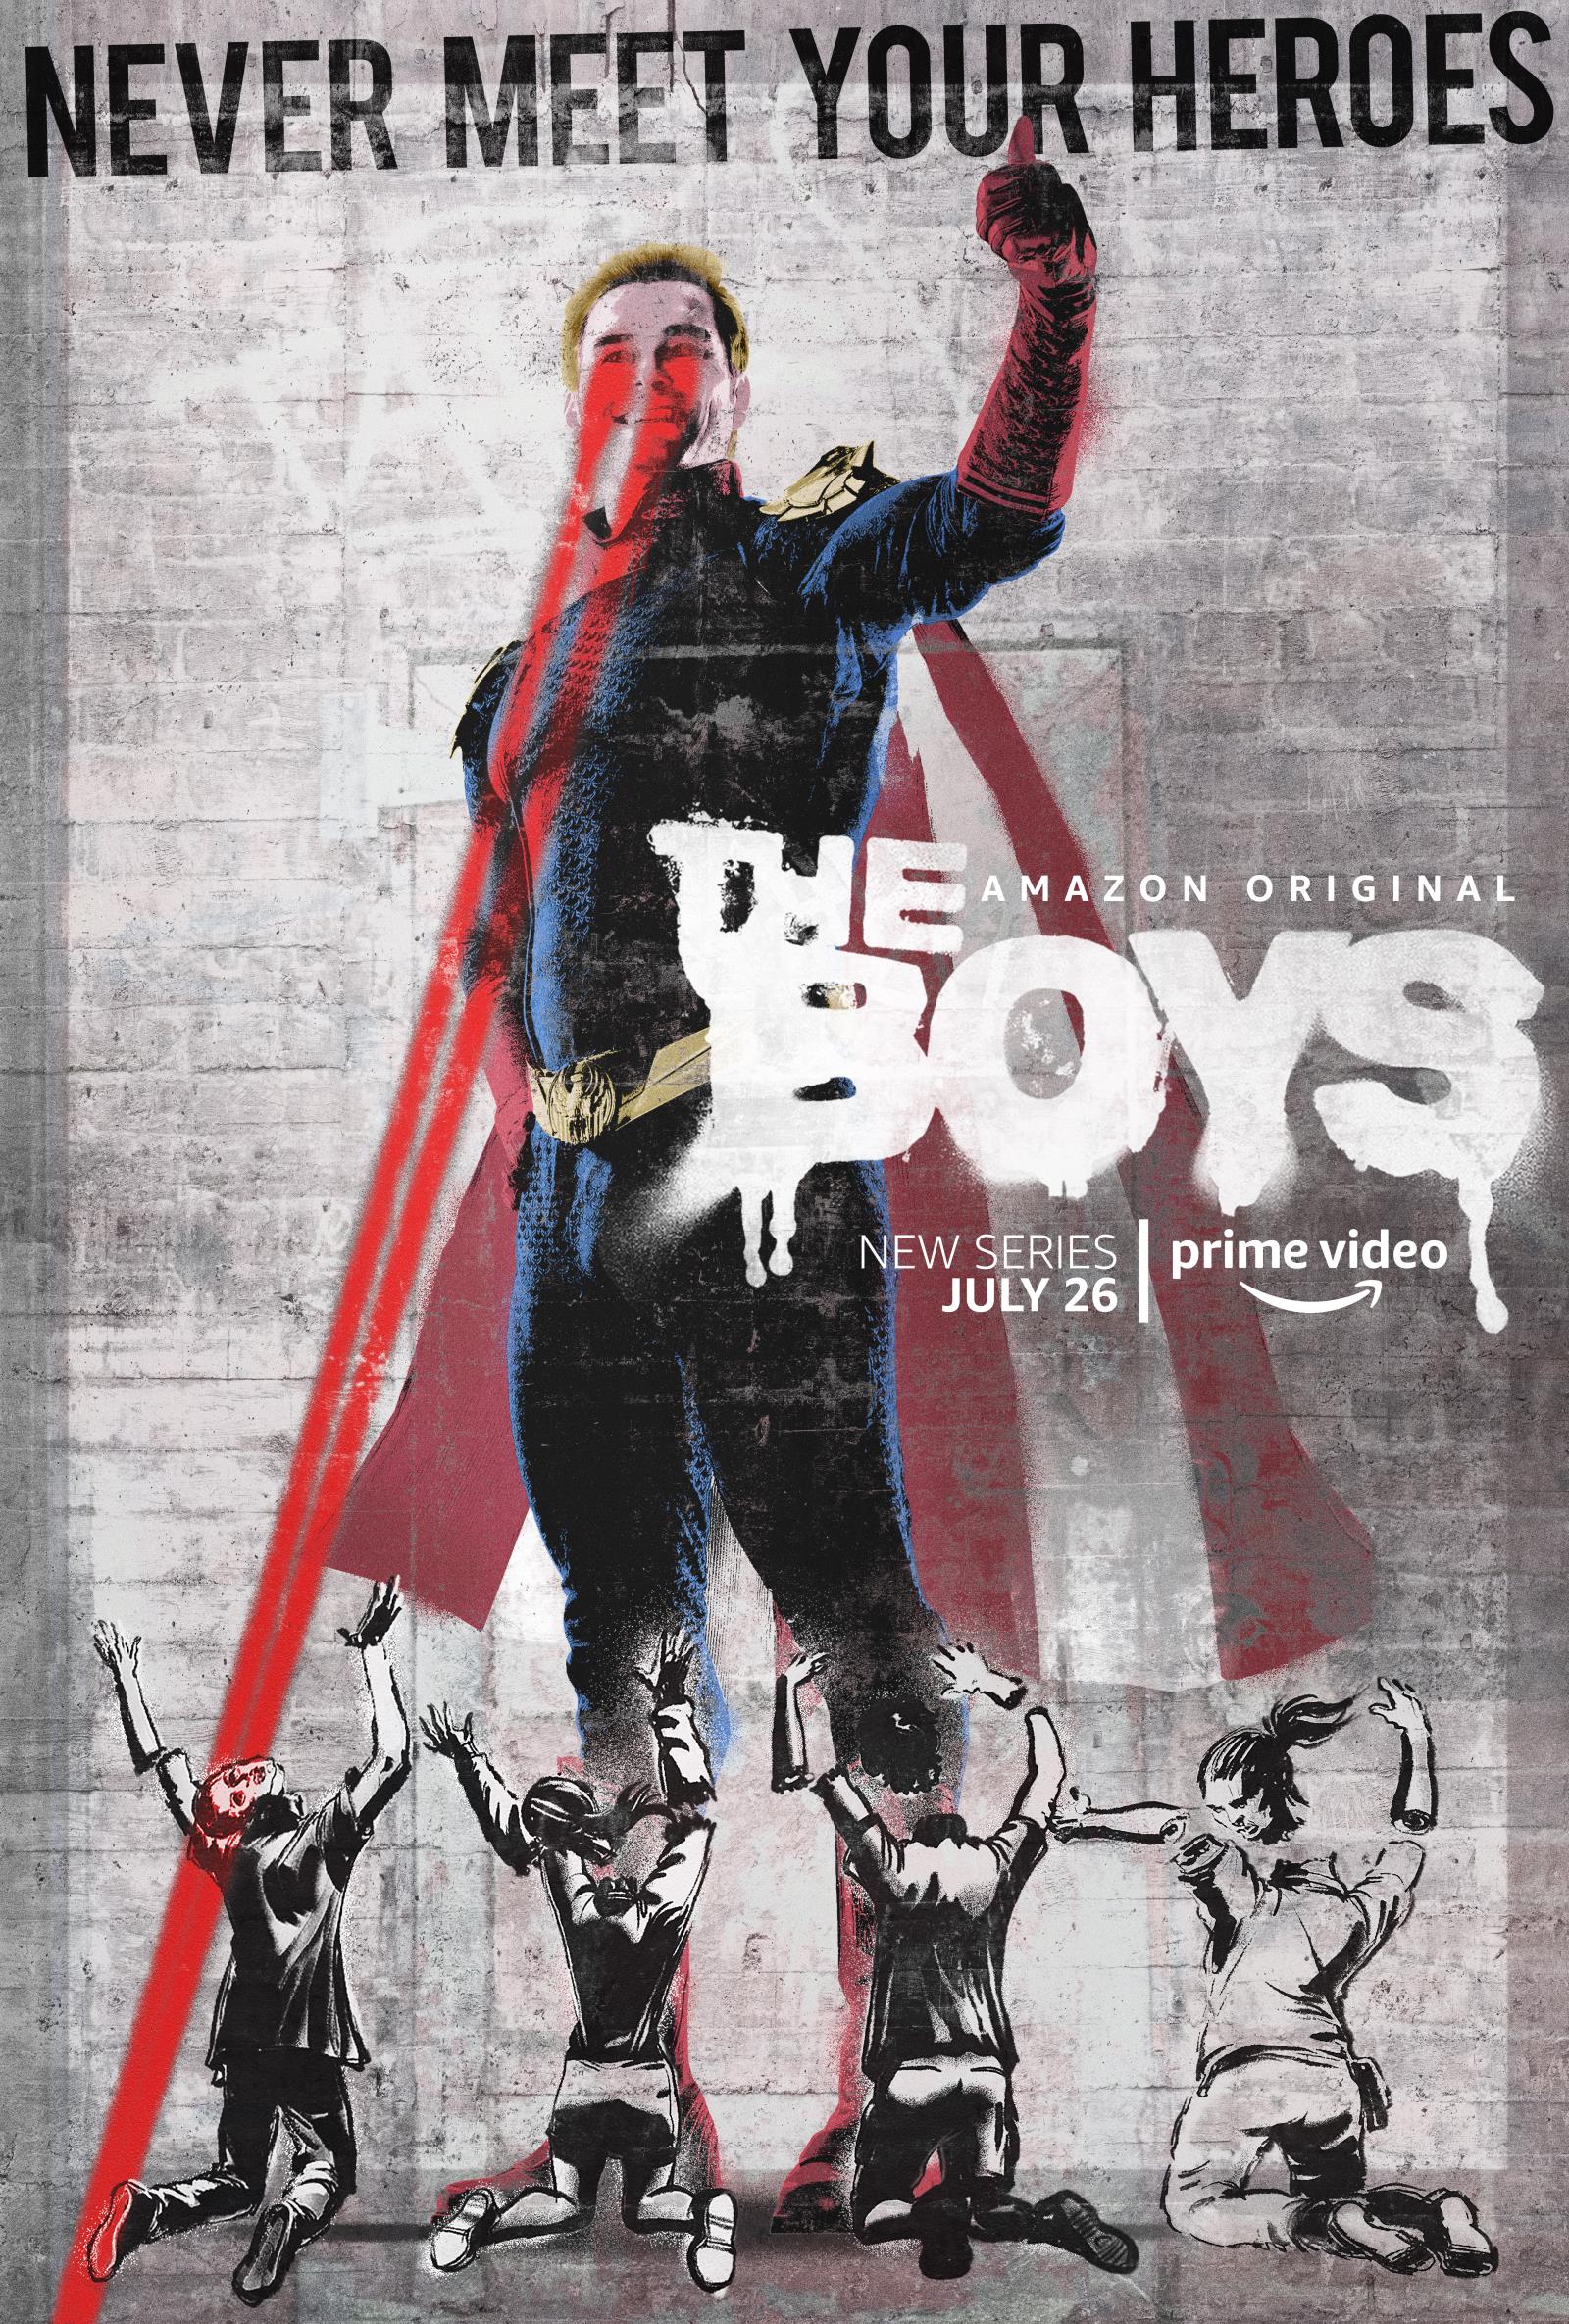 NEVER MEET YOUR HEROES
THE
AMAZON ORIGINAL
BOYS
NEW SERIES
JULY 26
prime video